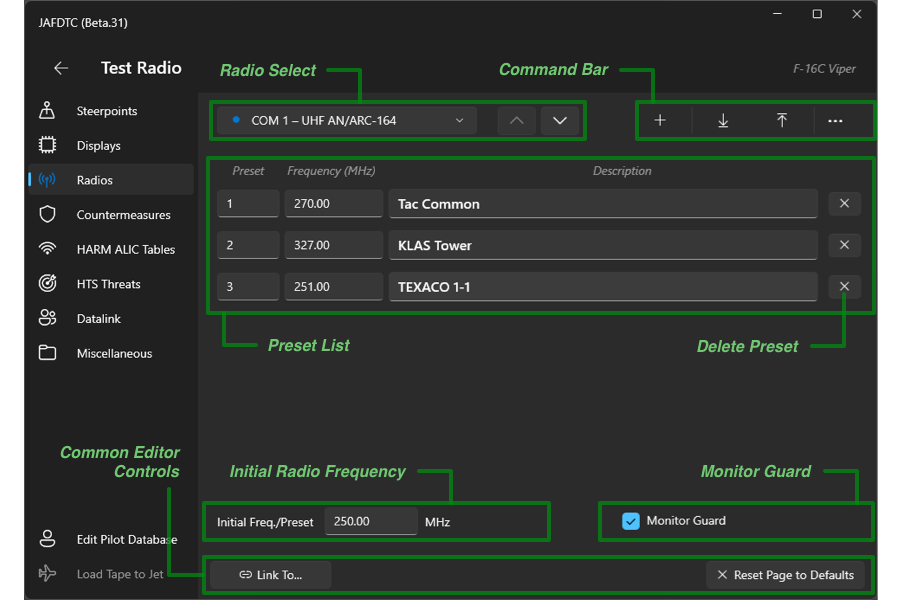 JAFDTC (Beta.31)
Test Radio
Radio Select
Command Bar
F-16C Viper
Steerpoints
Displays
Radios
Countermeasures
HARM ALIC Tables
HTS Threats
Datalink
Miscellaneous
COM 1 – UHF AN/ARC-164
Preset Frequency (MHz) Description
1 270.00 Tac Common
2 327.00 KLAS Tower
3 251.00 TEXACO 1-1
Preset List
Delete Preset
Common Editor
Controls
Initial Radio Frequency
Monitor Guard
Initial Freq./Preset 250.00 MHz
Monitor Guard
Edit Pilot Database
Load Tape to Jet
Link To...
Reset Page to Defaults